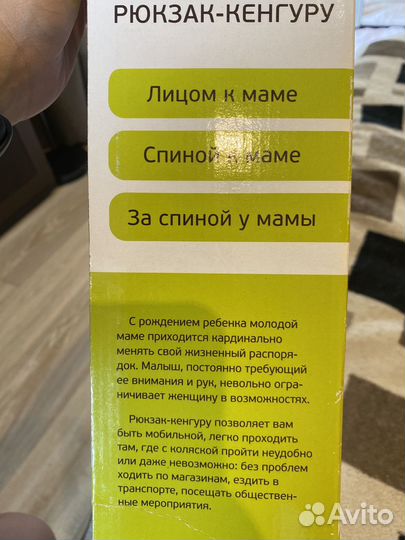 РЮКЗАК-КЕНГУРУ
Лицом к маме
Спиной к маме
За спиной у мамы
С рождением ребенка молодой
маме приходится кардинально
менять свой жизненный распоря-
док. Малыш, постоянно требующий
ее внимания и рук, невольно огра-
ничивает женщину в возможностях.
Рюкзак-кенгуру позволяет вам
быть мобильной, легко проходить
там, где с коляской пройти неудобно
или даже невозможно: без проблем
ходить по магазинам, ездить в
транспорте, посещать обществен-
ные мероприятия.
Avito